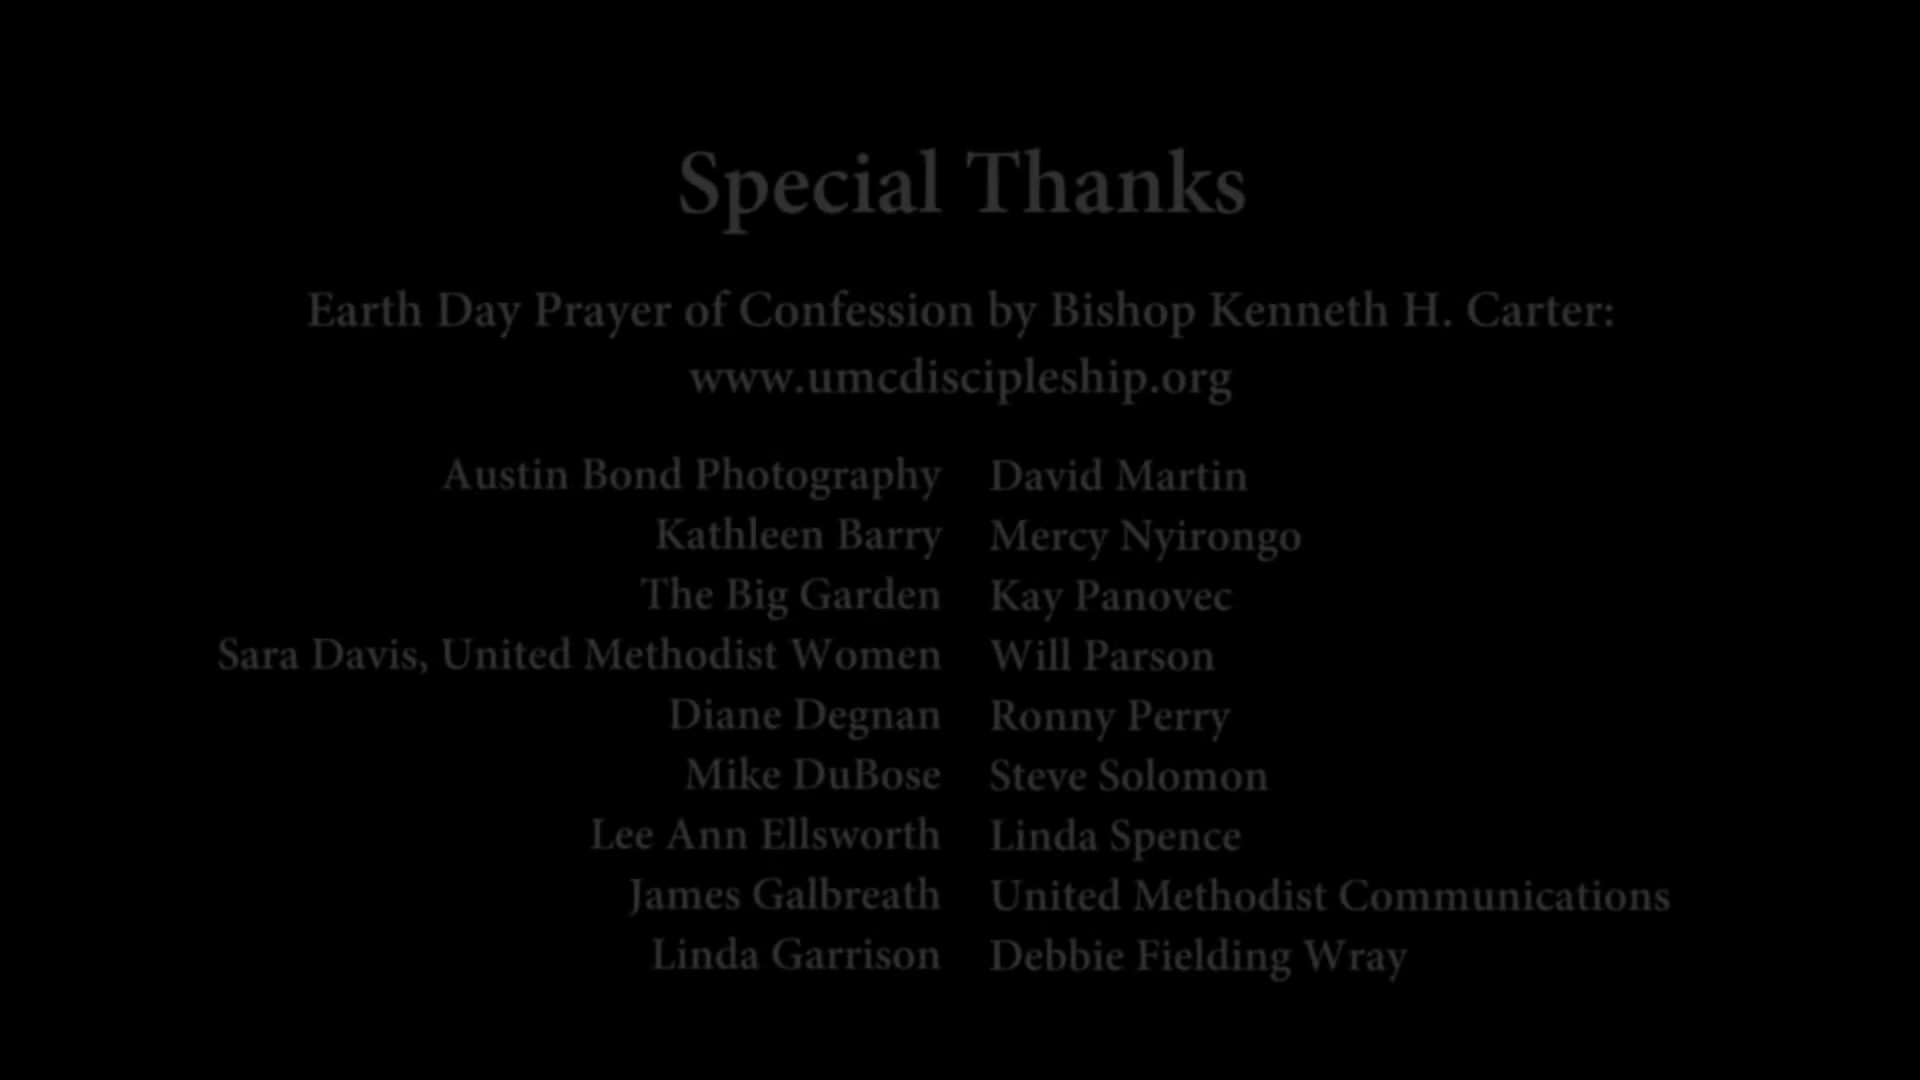 Special Thanks
Earth Day Prayer of Confession by Bishop Kenneth H. Carter:
www.umcdiscipleship.org
Austin Bond Photography
Kathleen Barry
The Big Garden
Sara Davis, United Methodist Women
Diane Degnan
Mike DuBose
Lee Ann Ellsworth
James Galbreath
Linda Garrison
David Martin
Mercy Nyirongo
Kay Panovec
Will Parson
Ronny Perry
Steve Solomon
Linda Spence
United Methodist Communications
Debbie Fielding Wray